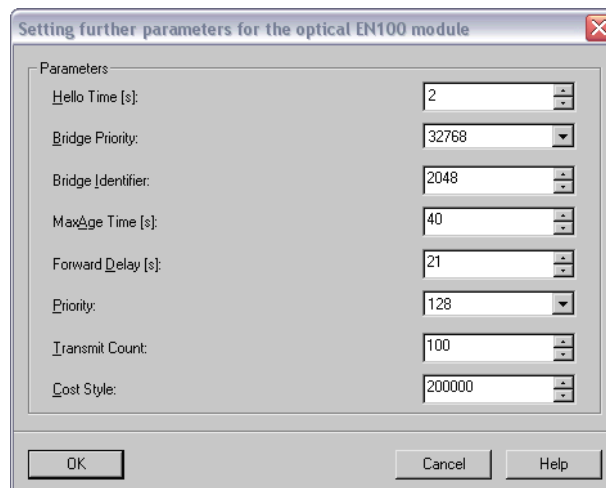 Setting further parameters for the optical EN100 module
Parameters
Hello Time [s]: 2
Bridge Priority: 32768
Bridge Identifier: 2048
MaxAge Time [s]: 40
Forward Delay [s]: 21
Priority: 128
Transmit Count: 100
Cost Style: 200000
OK Cancel Help